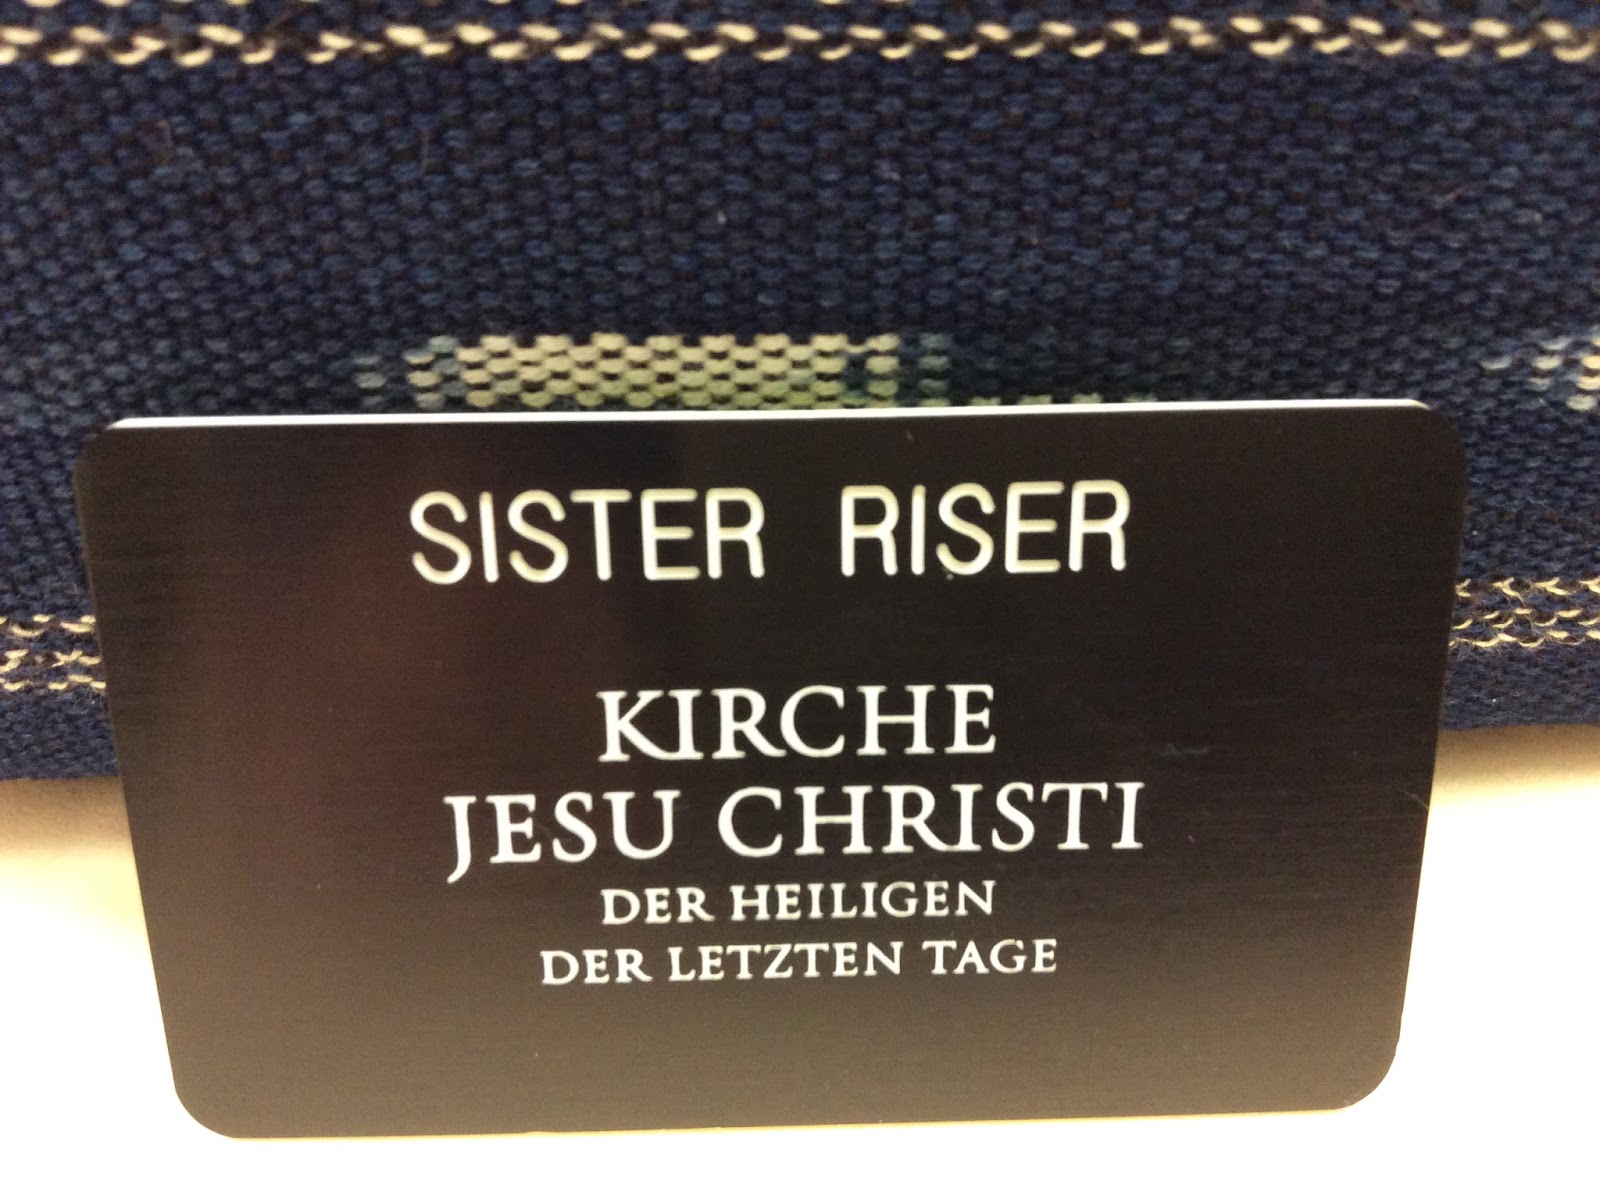 SISTER RISER
KIRCHE
JESU CHRISTI
DER HEILIGEN
DER LETZTEN TAGE